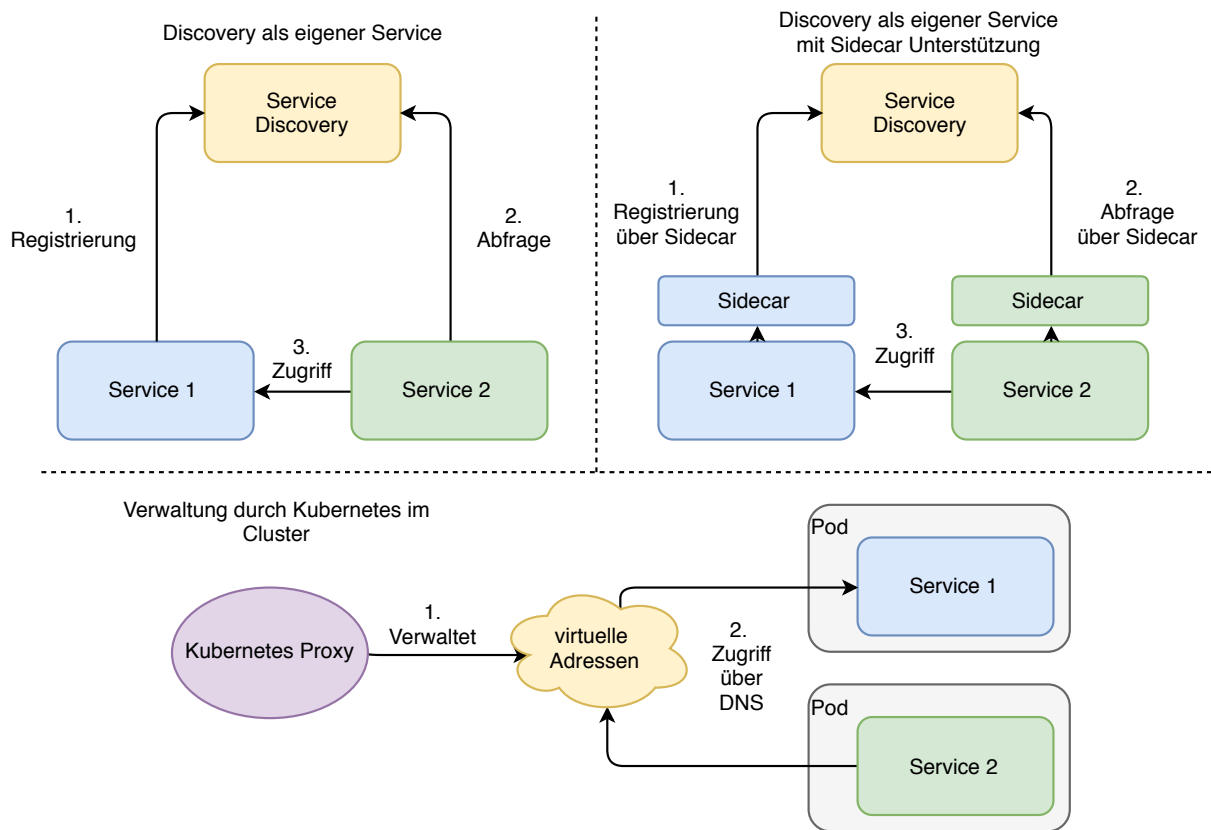 Discovery als eigener Service
Service
Discovery
1.
Registrierung
2.
Abfrage
3.
Zugriff
Service 1
Service 2
Discovery als eigener Service
mit Sidecar Unterstützung
Service
Discovery
1.
Registrierung
über Sidecar
2.
Abfrage
über Sidecar
Sidecar
Sidecar
3.
Zugriff
Service 1
Service 2
Verwaltung durch Kubernetes im
Cluster
Kubernetes Proxy
1.
Verwaltet
virtuelle
Adressen
2.
Zugriff
über
DNS
Pod
Service 1
Pod
Service 2